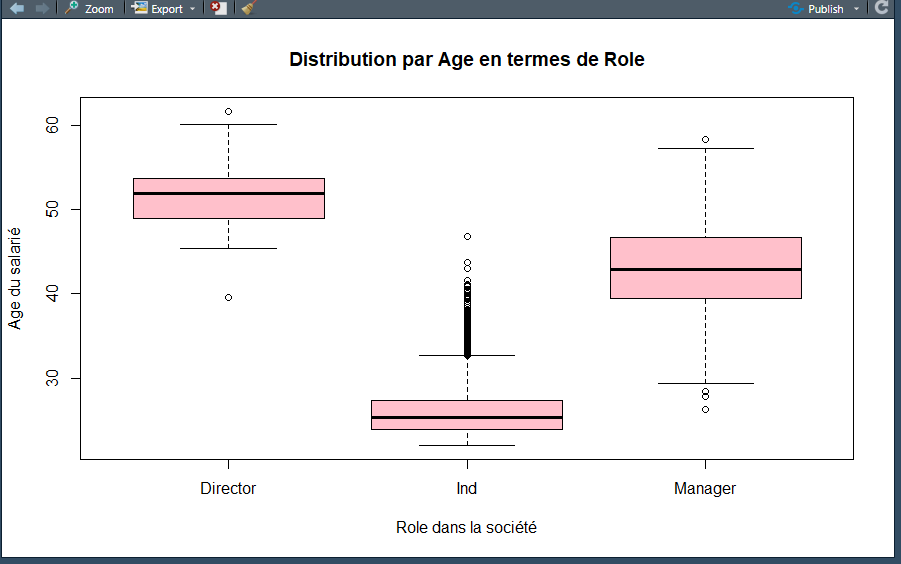 Zoom Export Publish
Distribution par Age en termes de Role
60
50
40
30
Age du salarié
Director Ind Manager
Role dans la société